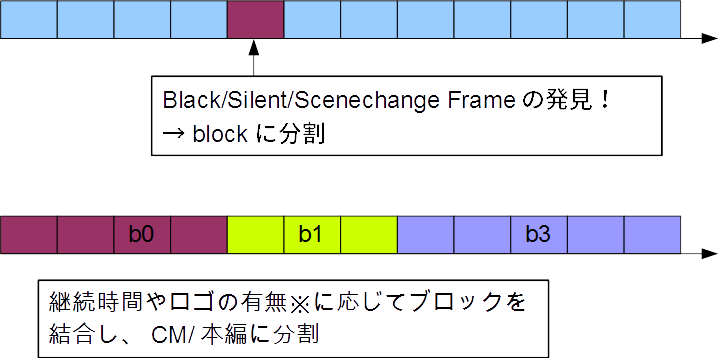 Black/Silent/Scenechange Frame の発見！
→ block に分割
b0 b1 b3
継続時間やロゴの有無※に応じてブロックを
結合し、 CM/ 本編に分割